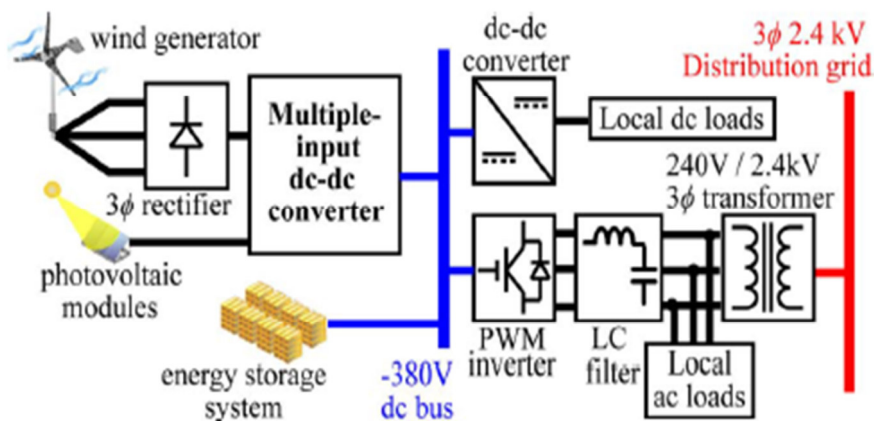 wind generator
3ϕ rectifier
Multiple-
input
dc-dc
converter
photovoltaic
modules
energy storage
system
-380V
dc bus
dc-dc
converter
Local dc loads
PWM
inverter
LC
filter
Local
ac loads
240V / 2.4kV
3ϕ transformer
3ϕ 2.4 kV
Distribution grid